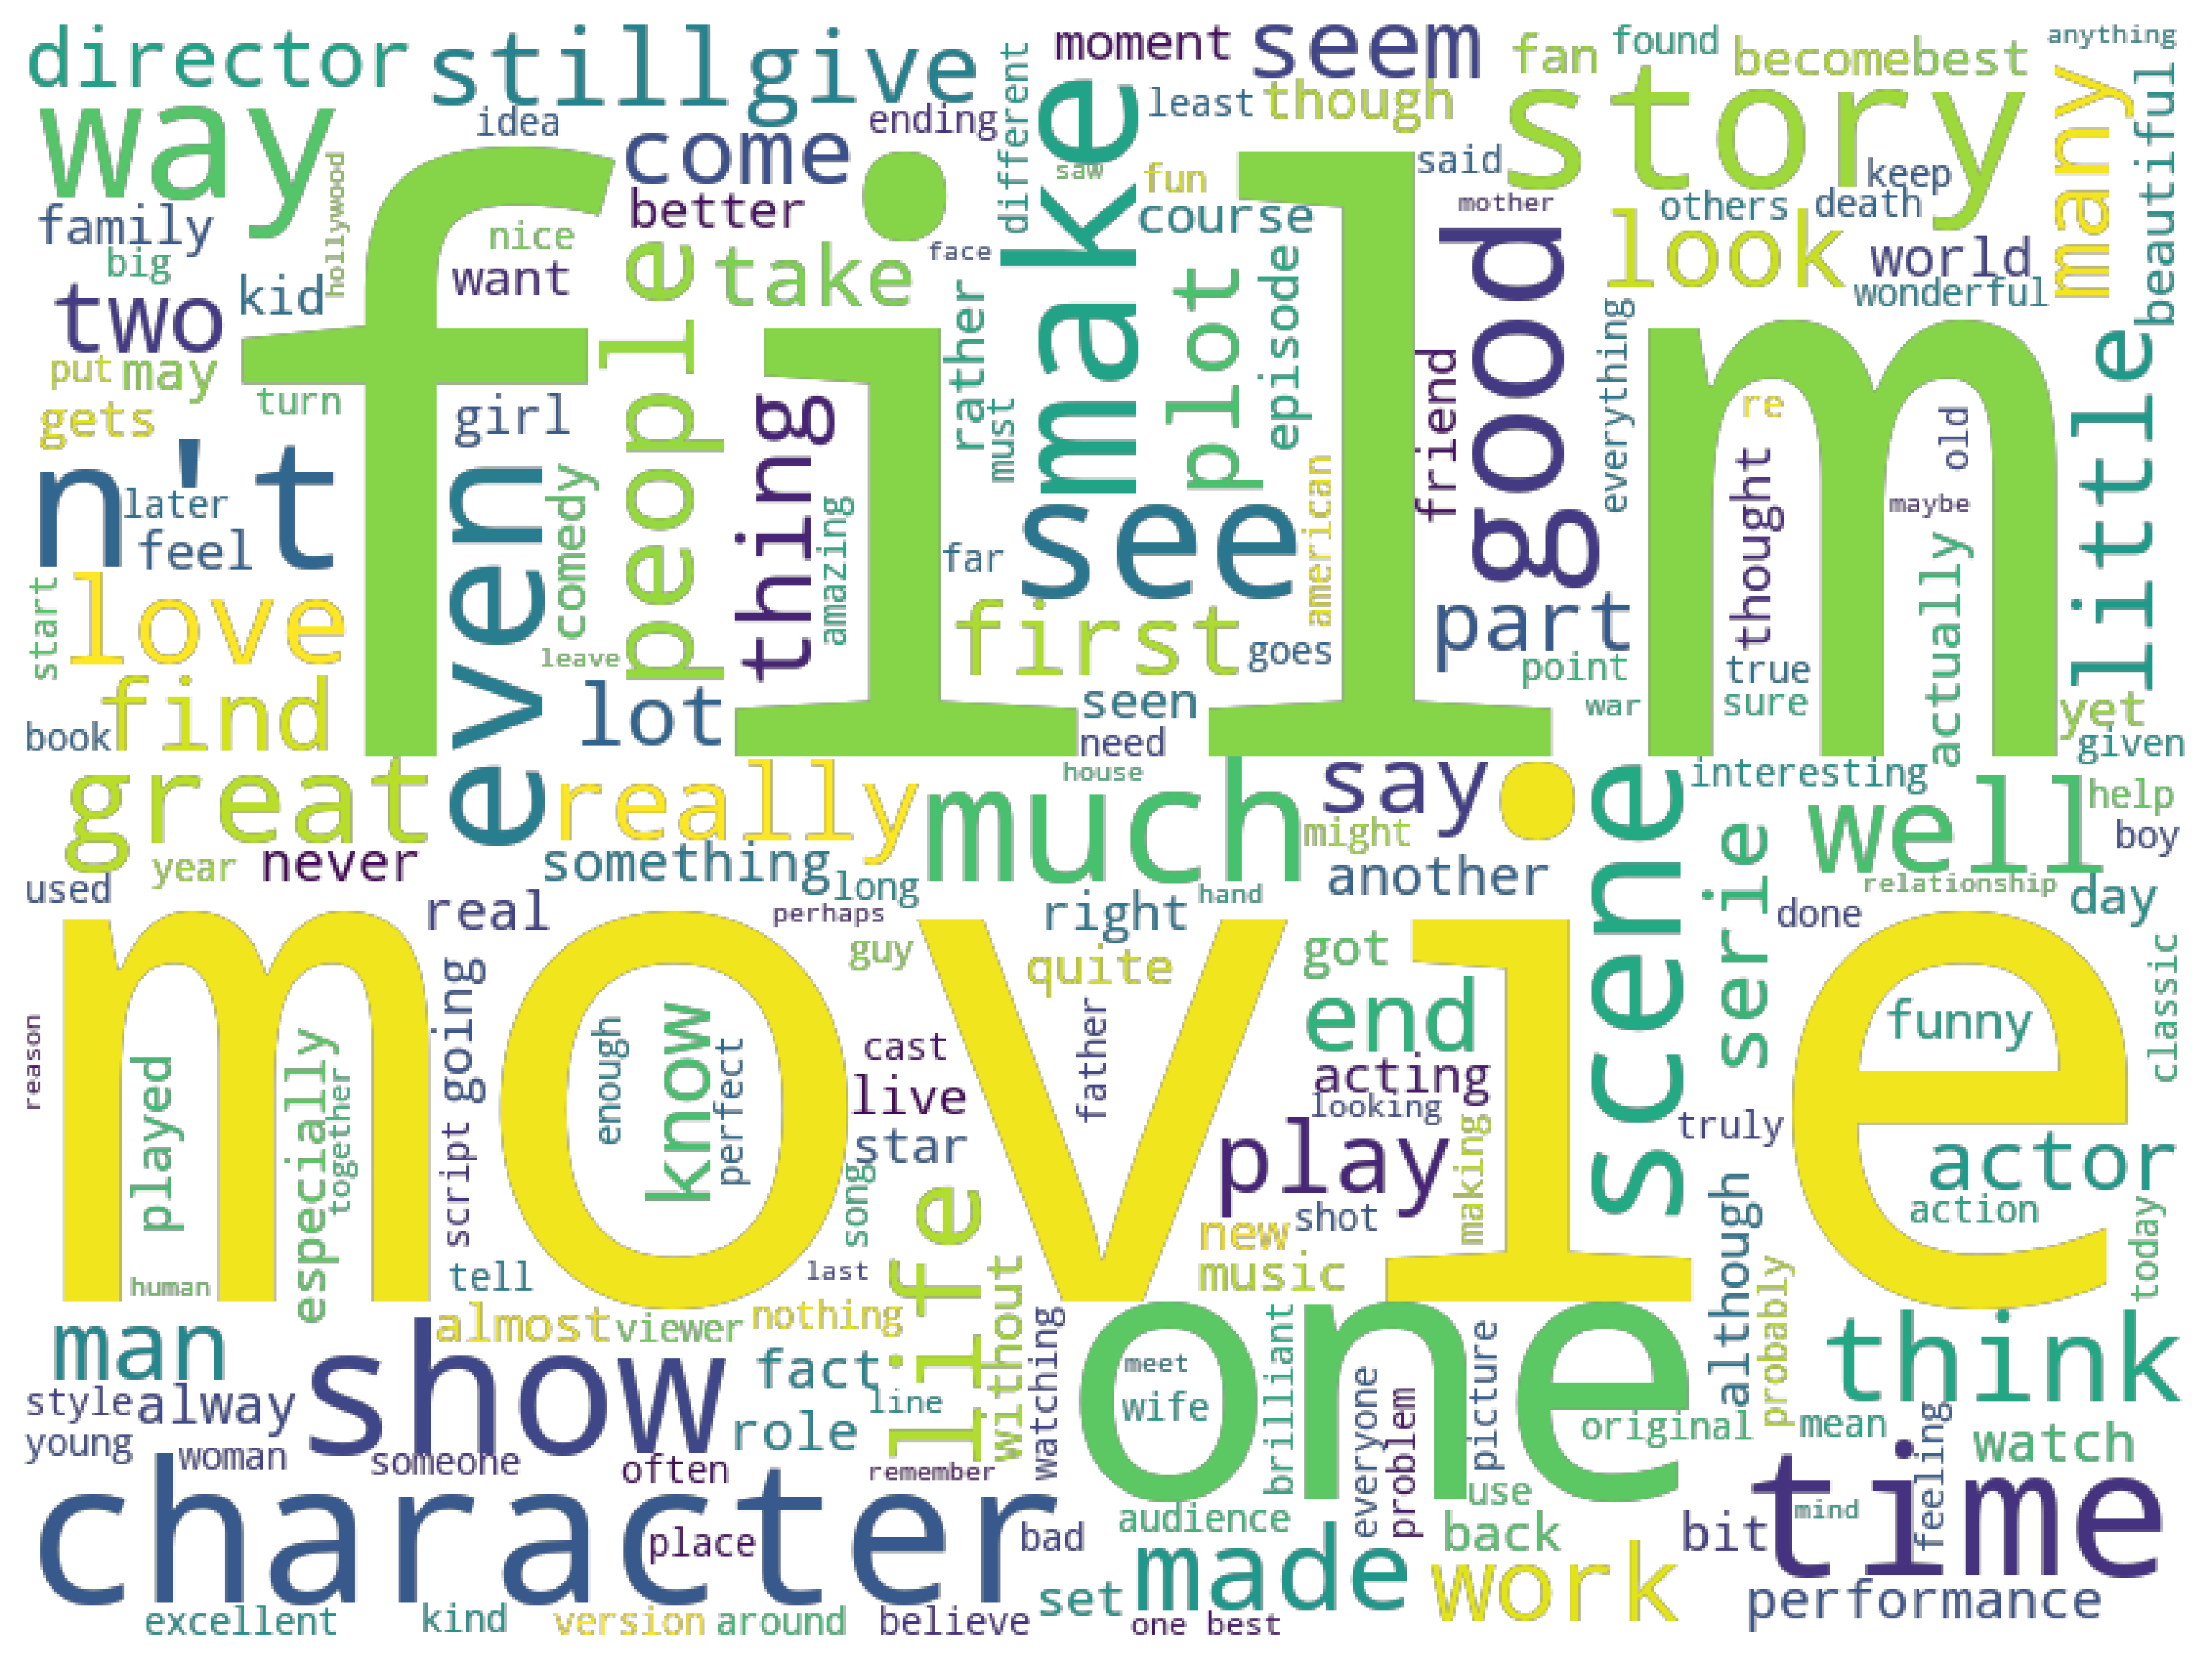 director
still
give
moment
seem
fan
found
become
best
anything
way
idea
come
ending
different
make
least
though
story
many
beautiful
hollywood
film
saw
fun
said
keep
family
better
course
mother
others
death
big
nice
face
look
world
two
kid
want
people
take
rather
plot
episode
good
wonderful
put
may
turn
thing
friend
everything
re
little
gets
girl
must
thought
old
n't
later
even
comedy
amazing
see
american
maybe
feel
far
actually
start
love
leave
first
goes
part
point
true
find
lot
seen
war
sure
yet
book
need
given
great
really
much
house
say
scene
interesting
well
help
year
never
something
might
serie
boy
used
long
hand
another
relationship
day
movie
real
perhaps
right
done
going
guy
quite
got
classic
reason
played
especially
together
script
enough
know
perfect
cast
father
end
funny
live
acting
looking
star
play
making
truly
actor
song
life
new
shot
although
action
today
human
tell
last
music
probably
man
almost
viewer
nothing
without
one
think
show
fact
watching
meet
brilliant
everyone
picture
style
alway
role
line
wife
problem
original
mean
feeling
young
woman
someone
often
remember
watch
character
use
time
mind
place
bad
audience
back
bit
set
made
work
performance
excellent
kind
version
around
believe
one best